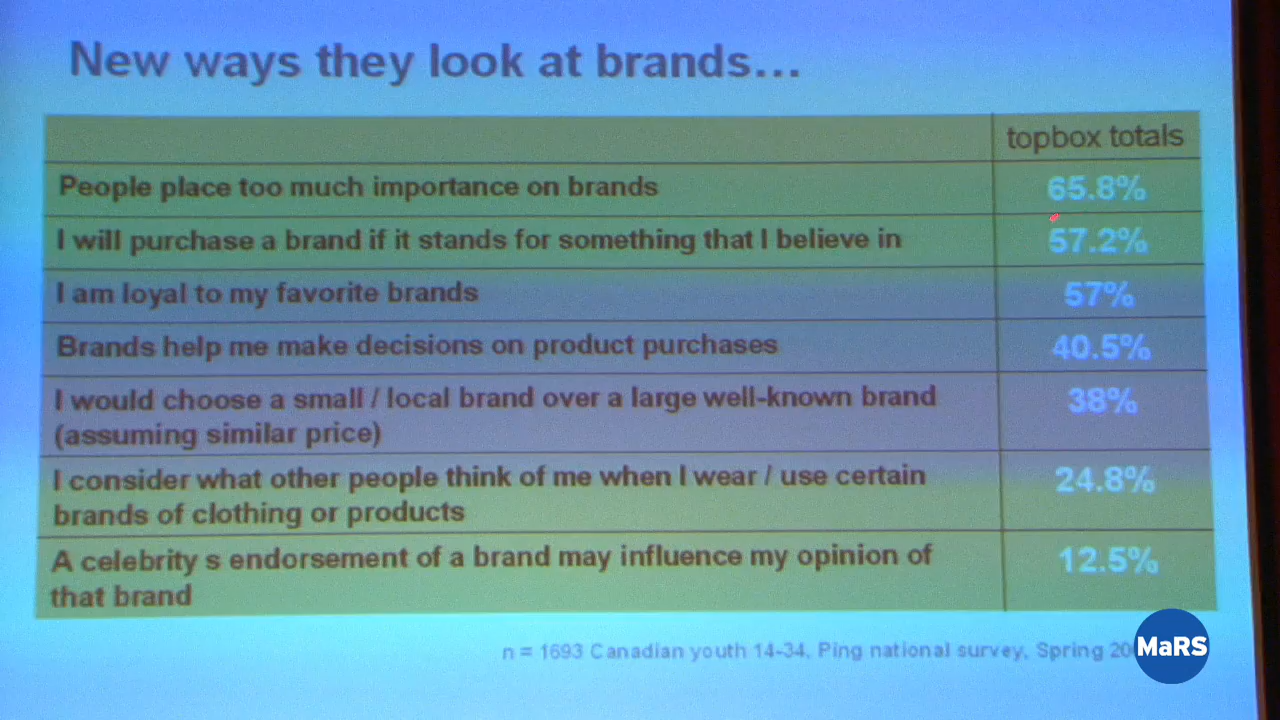 New ways they look at brands...
topbox totals
People place too much importance on brands 65.8%
I will purchase a brand if it stands for something that I believe in 57.2%
I am loyal to my favorite brands 57%
Brands help me make decisions on product purchases 40.5%
I would choose a small / local brand over a large well-known brand 38%
(assuming similar price)
I consider what other people think of me when I wear / use certain 24.8%
brands of clothing or products
A celebrity s endorsement of a brand may influence my opinion of 12.5%
that brand
n = 1693 Canadian youth 14-34, Ping national survey, Spring
MaRS